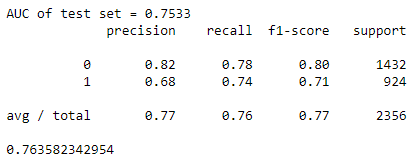 AUC of test set = 0.7533
precision recall f1-score support
0 0.82 0.78 0.80 1432
1 0.68 0.74 0.71 924
avg / total 0.77 0.76 0.77 2356
0.763582342954